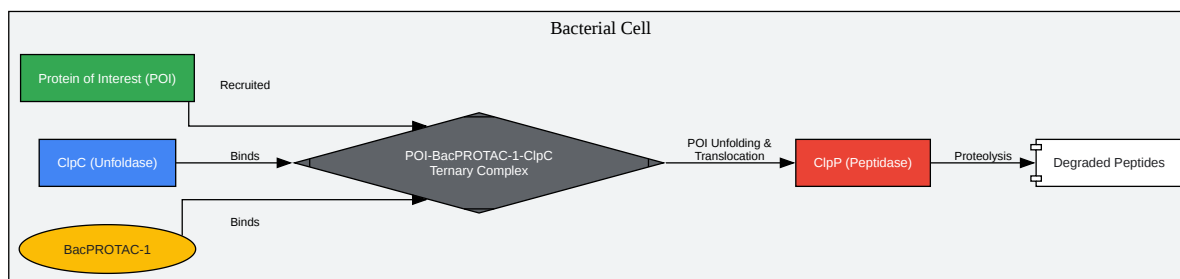 Bacterial Cell
Protein of Interest (POI)
Recruited
ClpC (Unfoldase)
Binds
POI-BacPROTAC-1-ClpC
Ternary Complex
POI Unfolding &
Translocation
ClpP (Peptidase)
Proteolysis
Degraded Peptides
Binds
BacPROTAC-1